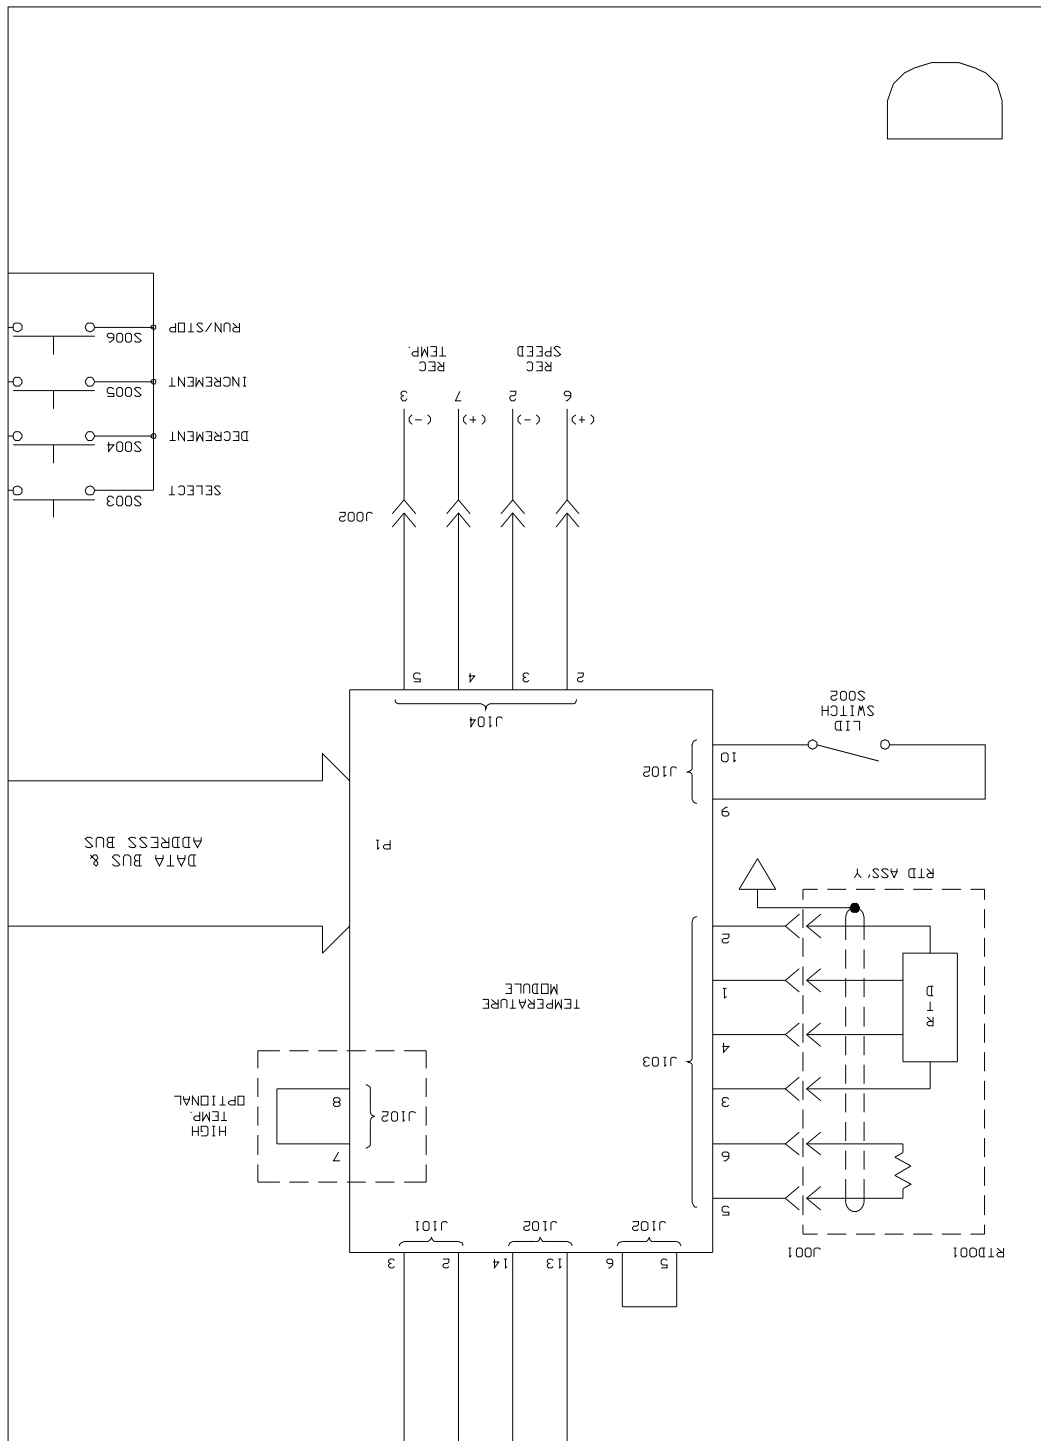 5 6 13 14 2 3
RTD001 J001
J102 J102 J101
5
6
3
4
1
2
J103
RTD
RTD ASS'Y
7
8
J102
HIGH
TEMP.
OPTIONAL
TEMPERATURE
MODULE
P1
DATA BUS &
ADDRESS BUS
9
10
J102
LID
SWITCH
S002
J104
2 3 4 5
J002
(+) (-) (+) (-)
6 2 7 3
REC
SPEED
REC
TEMP.
SELECT S003
DECREMENT S004
INCREMENT S005
RUN/STOP S006